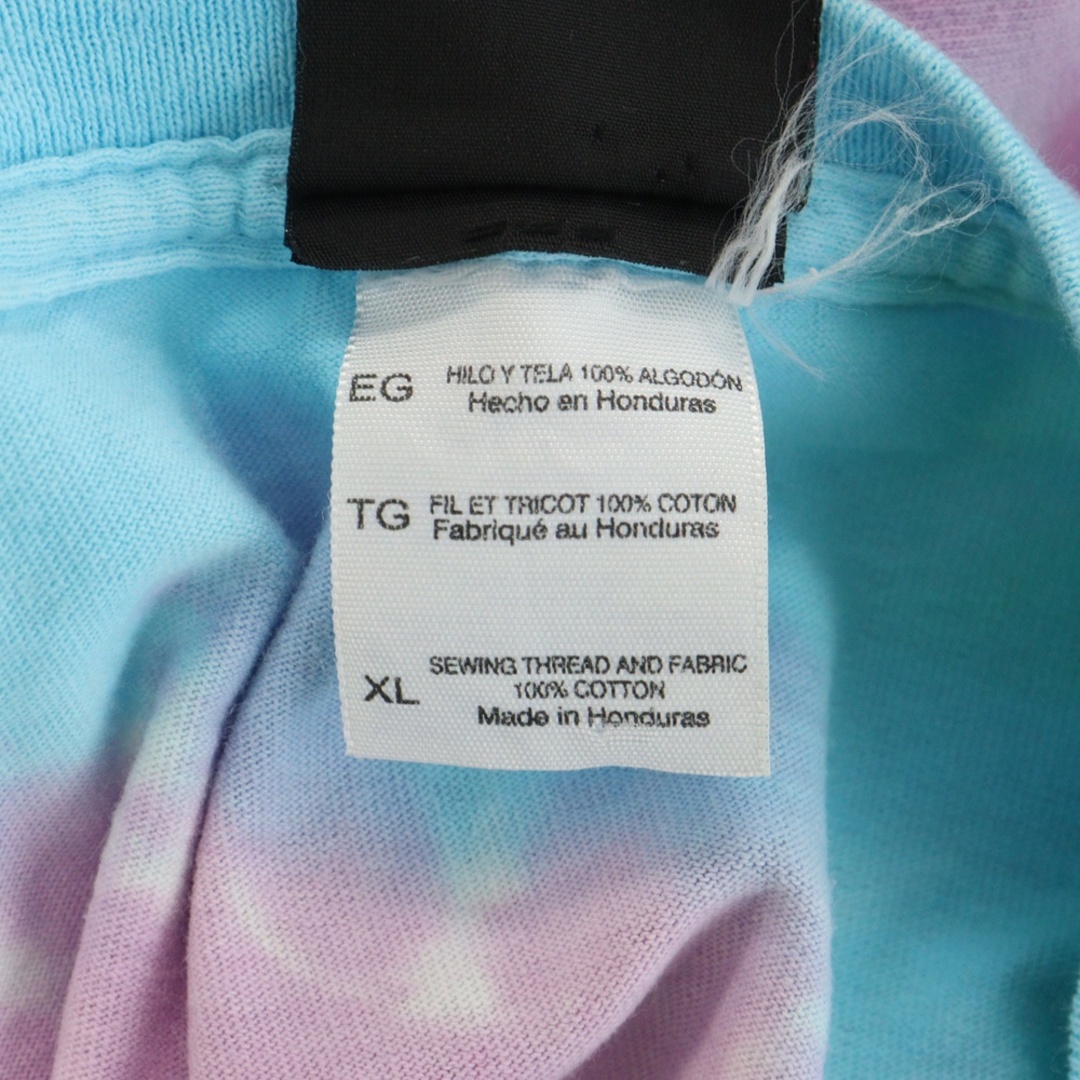 EG HILO Y TELA 100% ALGODÓN
Hecho en Honduras
TG FIL ET TRICOT 100% COTON
Fabriqué au Honduras
XL SEWING THREAD AND FABRIC
100% COTTON
Made in Honduras